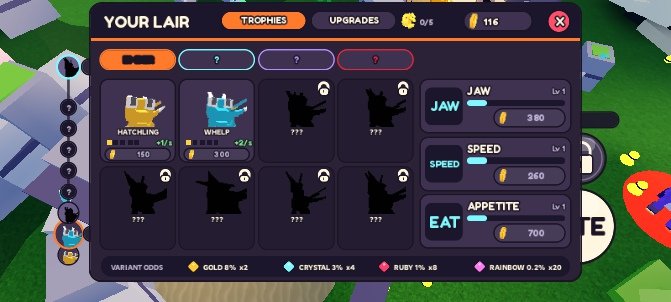 YOUR LAIR
TROPHIES
UPGRADES
0/5
116
X
?
?
?
HATCHLING
+1/s
150
WHELP
+2/s
300
???
???
???
???
???
???
JAW
JAW
Lv 1
380
SPEED
SPEED
Lv 1
260
EAT
APPETITE
Lv 1
700
VARIANT ODDS
GOLD 8% x2
CRYSTAL 3% x4
RUBY 1% x8
RAINBOW 0.2% x20
?
?
?
?
?
TE